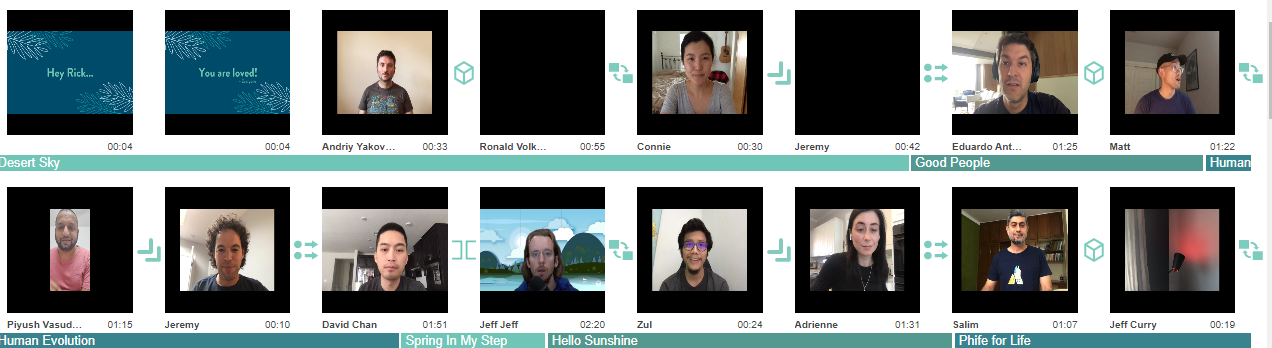 Hey Rick...
You are loved!
00:04
00:04
Andriy Yakov... 00:33
Ronald Volk... 00:55
Connie 00:30
Jeremy 00:42
Eduardo Ant... 01:25
Matt 01:22
Desert Sky
Good People
Human
Piyush Vasud... 01:15
Jeremy 00:10
David Chan 01:51
Jeff Jeff 02:20
Zul 00:24
Adrienne 01:31
Salim 01:07
Jeff Curry 00:19
Human Evolution
Spring In My Step
Hello Sunshine
Phife for Life